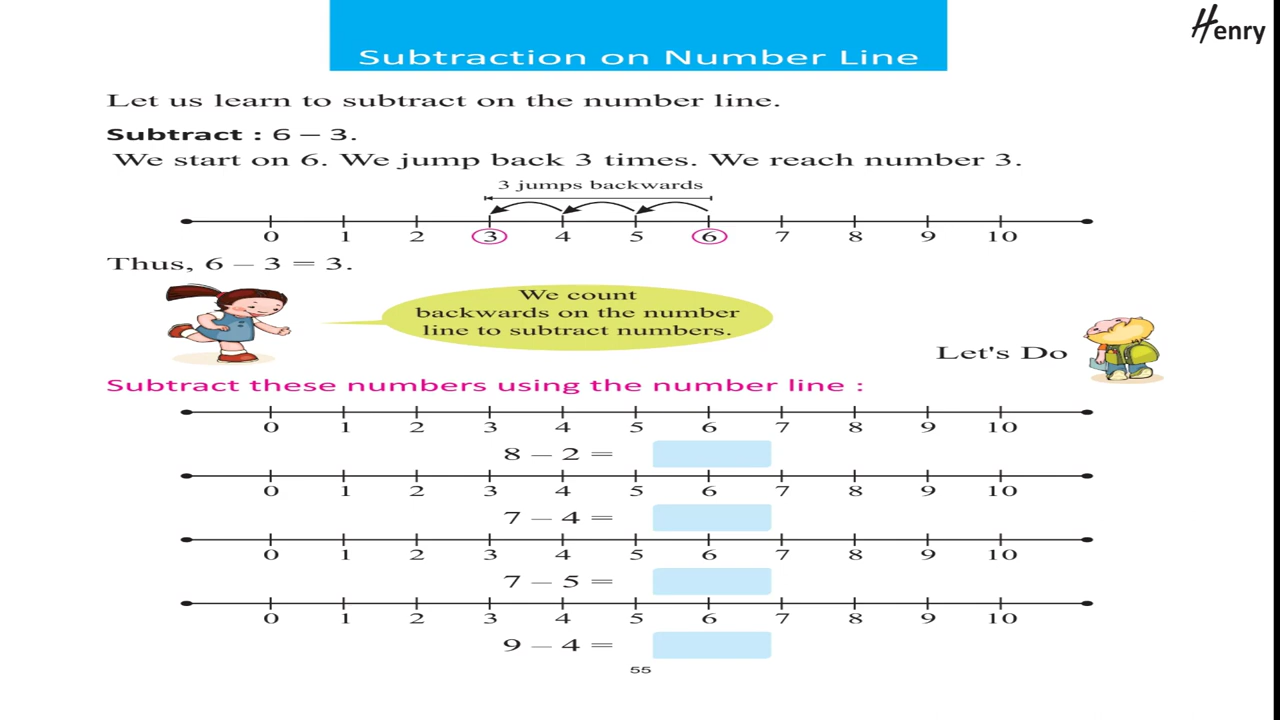 Henry
Subtraction on Number Line
Let us learn to subtract on the number line.
Subtract : 6 – 3.
We start on 6. We jump back 3 times. We reach number 3.
3 jumps backwards
0 1 2 3 4 5 6 7 8 9 10
Thus, 6 – 3 = 3.
We count
backwards on the number
line to subtract numbers.
Let's Do
Subtract these numbers using the number line :
0 1 2 3 4 5 6 7 8 9 10
8 – 2 =
0 1 2 3 4 5 6 7 8 9 10
7 – 4 =
0 1 2 3 4 5 6 7 8 9 10
7 – 5 =
0 1 2 3 4 5 6 7 8 9 10
9 – 4 =
55